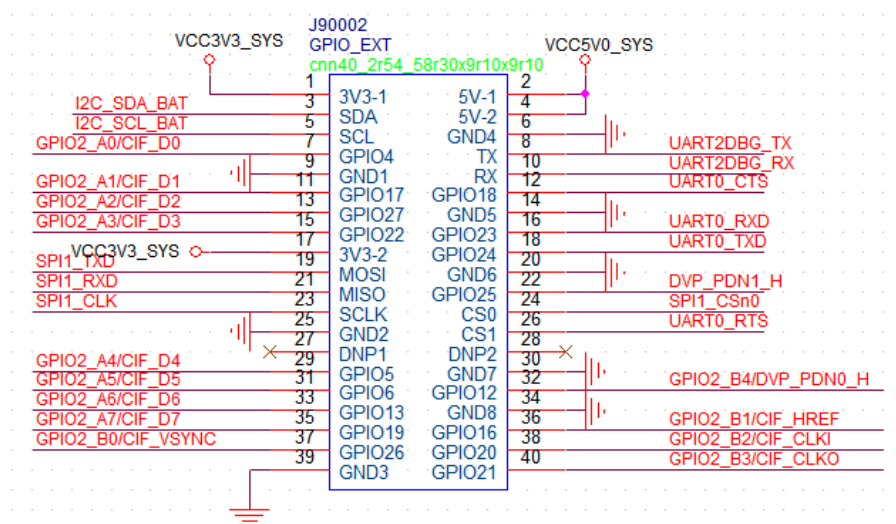 J90002
VCC3V3_SYS GPIO_EXT VCC5V0_SYS
cnn40_2r54_58r30x9r10x9r10
1 2
3V3-1 5V-1
I2C_SDA_BAT 3 4
SDA 5V-2
I2C_SCL_BAT 5 6
SCL GND4
GPIO2_A0/CIF_D0 7 8 UART2DBG_TX
GPIO4 TX
9 10 UART2DBG_RX
GND1 RX
GPIO2_A1/CIF_D1 11 12 UART0_CTS
GPIO17 GPIO18
GPIO2_A2/CIF_D2 13 14
GPIO27 GND5
GPIO2_A3/CIF_D3 15 16 UART0_RXD
GPIO22 GPIO23
17 18 UART0_TXD
VCC3V3_SYS 3V3-2 GPIO24
SPI1_TXD 19 20
MOSI GND6
SPI1_RXD 21 22 DVP_PDN1_H
MISO GPIO25
SPI1_CLK 23 24 SPI1_CSn0
SCLK CS0
25 26 UART0_RTS
GND2 CS1
27 28
DNP1 DNP2
GPIO2_A4/CIF_D4 29 30
GPIO5 GND7
GPIO2_A5/CIF_D5 31 32 GPIO2_B4/DVP_PDN0_H
GPIO6 GPIO12
GPIO2_A6/CIF_D6 33 34
GPIO13 GND8
GPIO2_A7/CIF_D7 35 36 GPIO2_B1/CIF_HREF
GPIO19 GPIO16
GPIO2_B0/CIF_VSYNC 37 38 GPIO2_B2/CIF_CLKI
GPIO26 GPIO20
39 40 GPIO2_B3/CIF_CLKO
GND3 GPIO21